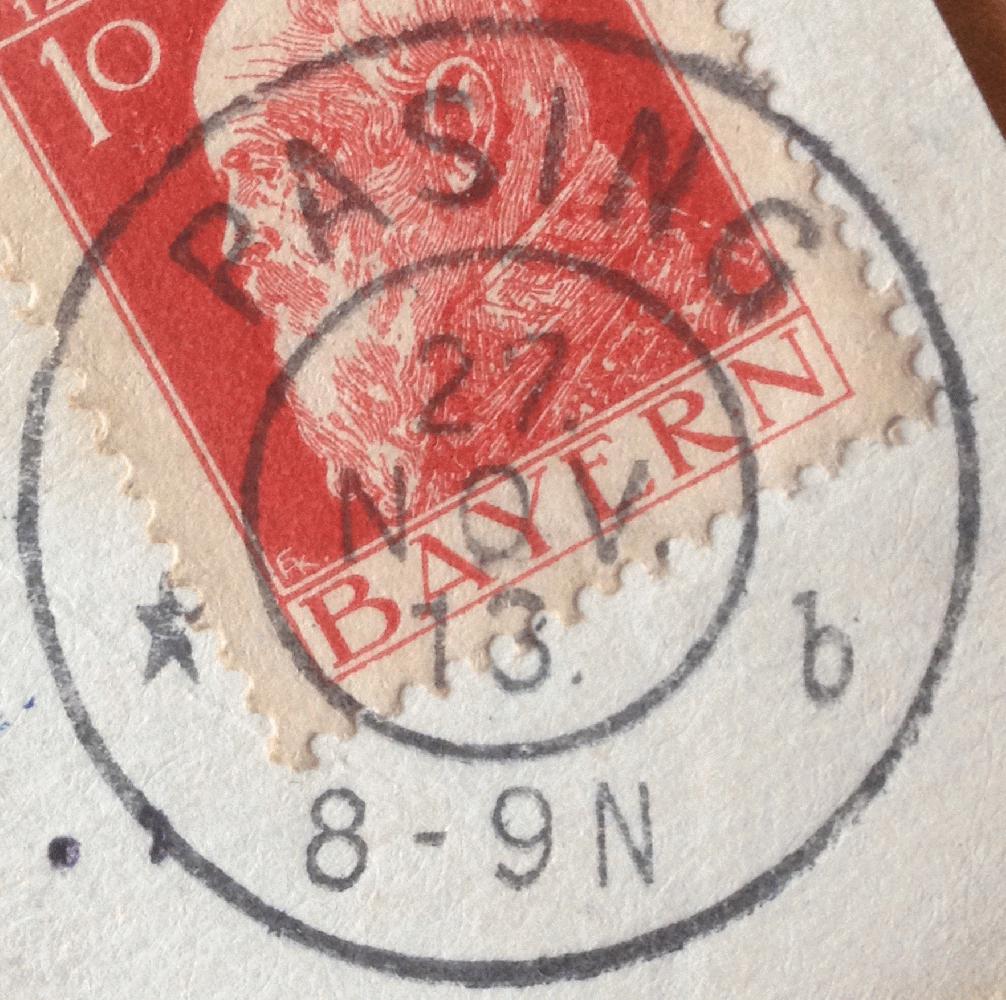 10
PASING
27.
NOV
13.
b
8-9N
BAYERN